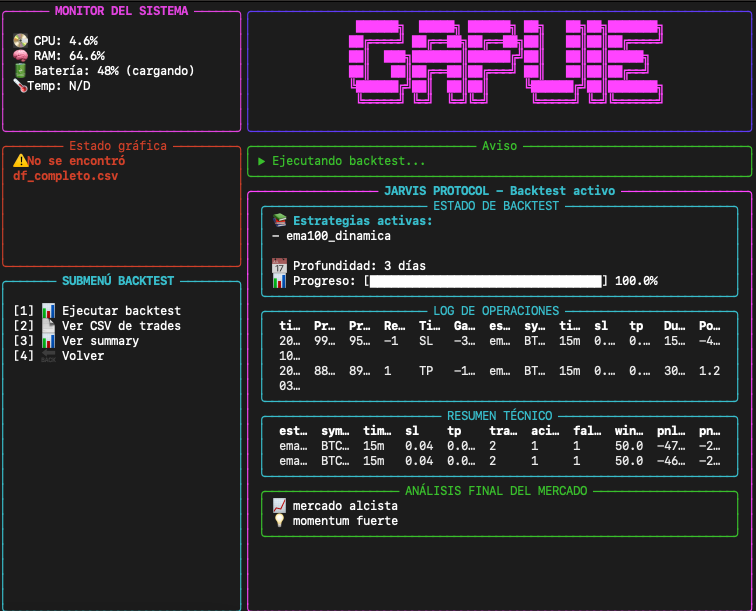 MONITOR DEL SISTEMA
CPU: 4.6%
RAM: 64.6%
Batería: 48% (cargando)
Temp: N/D
Estado gráfica
No se encontró
df_completo.csv
SUBMENÚ BACKTEST
[1] Ejecutar backtest
[2] Ver CSV de trades
[3] Ver summary
[4] Volver
Aviso
▶ Ejecutando backtest...
JARVIS PROTOCOL – Backtest activo
ESTADO DE BACKTEST
Estrategias activas:
- ema100_dinamica
Profundidad: 3 días
Progreso: [ ] 100.0%
LOG DE OPERACIONES
ti… Pr… Pr… Re… Ti… Ga… es… sy… ti… sl tp Du… Po…
20… 99… 95… -1 SL -3… em… BT… 15m 0.… 0.… 15… -4…
10…
20… 88… 89… 1 TP -1… em… BT… 15m 0.… 0.… 30… 1.2
03…
RESUMEN TÉCNICO
est… sym… tim… sl tp tra… aci… fal… win… pnl… pn…
ema… BTC… 15m 0.04 0.0… 2 1 1 50.0 -47… -2…
ema… BTC… 15m 0.04 0.0… 2 1 1 50.0 -46… -2…
ANÁLISIS FINAL DEL MERCADO
mercado alcista
momentum fuerte